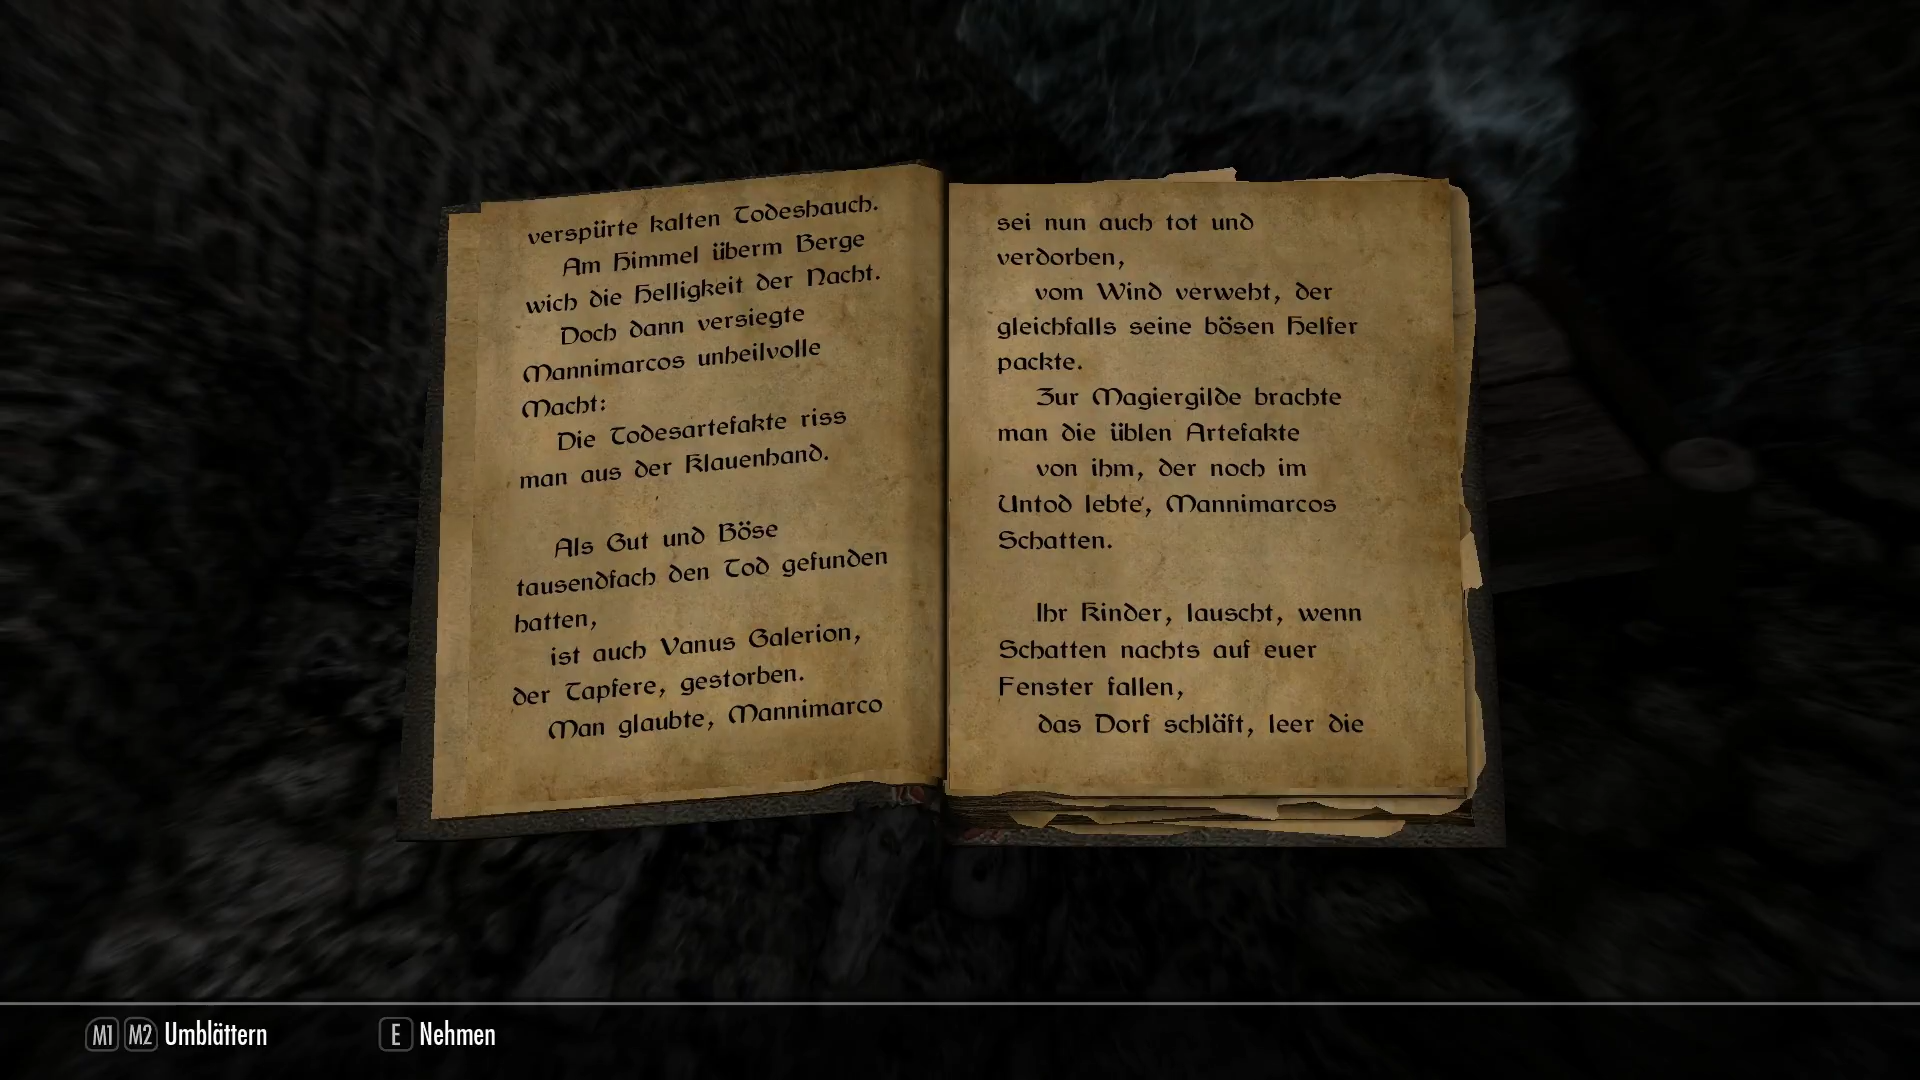 verspürte kalten Todeshauch.
Am Himmel überm Berge
wich die Helligkeit der Nacht.
Doch dann versiegte
Mannimarcos unheilvolle
Macht:
Die Todesartefakte riss
man aus der Klauenhand.
Als Gut und Böse
tausendfach den Tod gefunden
hatten,
ist auch Vanus Galerion,
der Tapfere, gestorben.
Man glaubte, Mannimarco
sei nun auch tot und
verdorben,
vom Wind verweht, der
gleichfalls seine bösen Helfer
packte.
Zur Magiergilde brachte
man die üblen Artefakte
von ihm, der noch im
Untod lebte, Mannimarcos
Schatten.
Ihr Kinder, lauscht, wenn
Schatten nachts auf euer
Fenster fallen,
das Dorf schläft, leer die
M1 M2 Umblättern
E Nehmen